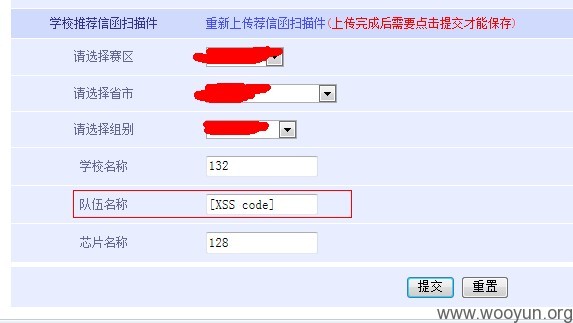 学校推荐信函扫描件 重新上传荐信函扫描件(上传完成后需要点击提交才能保存)
请选择赛区
请选择省市
请选择组别
学校名称 132
队伍名称 [XSS code]
芯片名称 128
提交 重置
www.wooyun.org